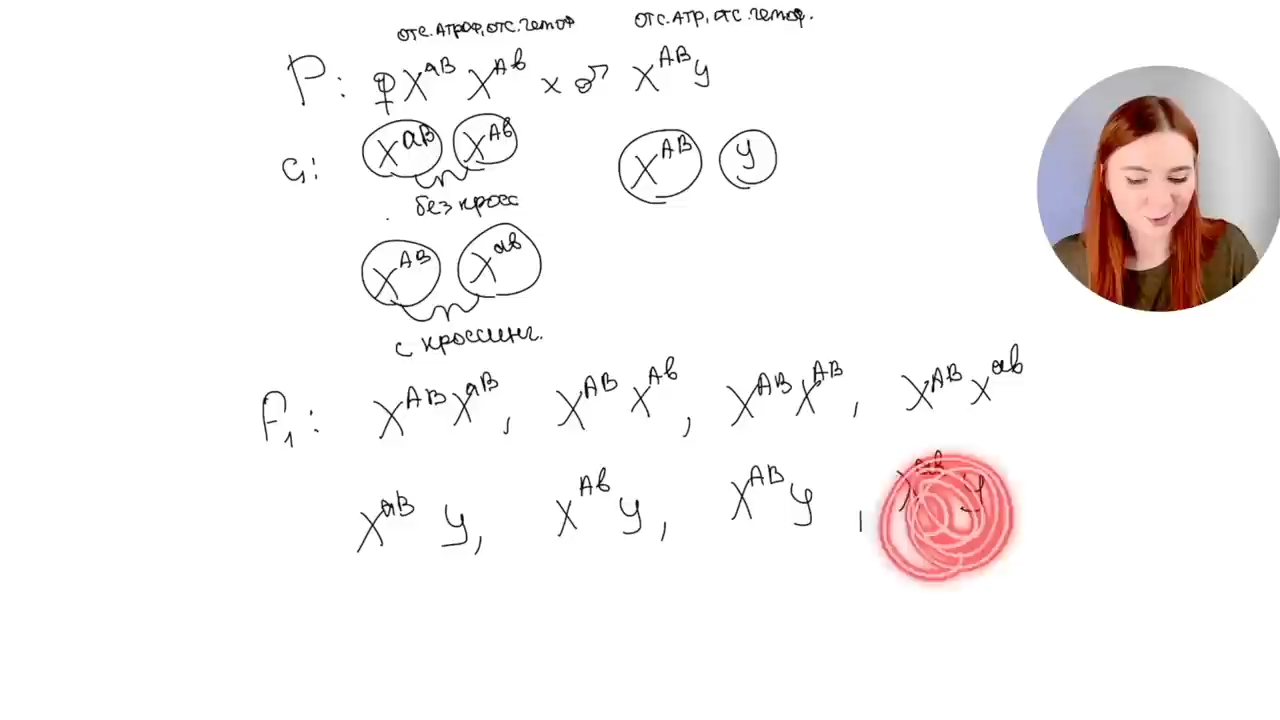 отс. атроф, отс. гемоф отс. атр, отс. гемоф.
P: ♀ X^aB X^Ab x ♂ X^AB y
G: X^aB X^Ab X^AB y
без кросс
X^AB X^ab
с кроссинг.
F₁: X^AB X^aB, X^AB X^Ab, X^AB X^AB, X^AB X^ab
X^aB y, X^Ab y, X^AB y, X^ab y